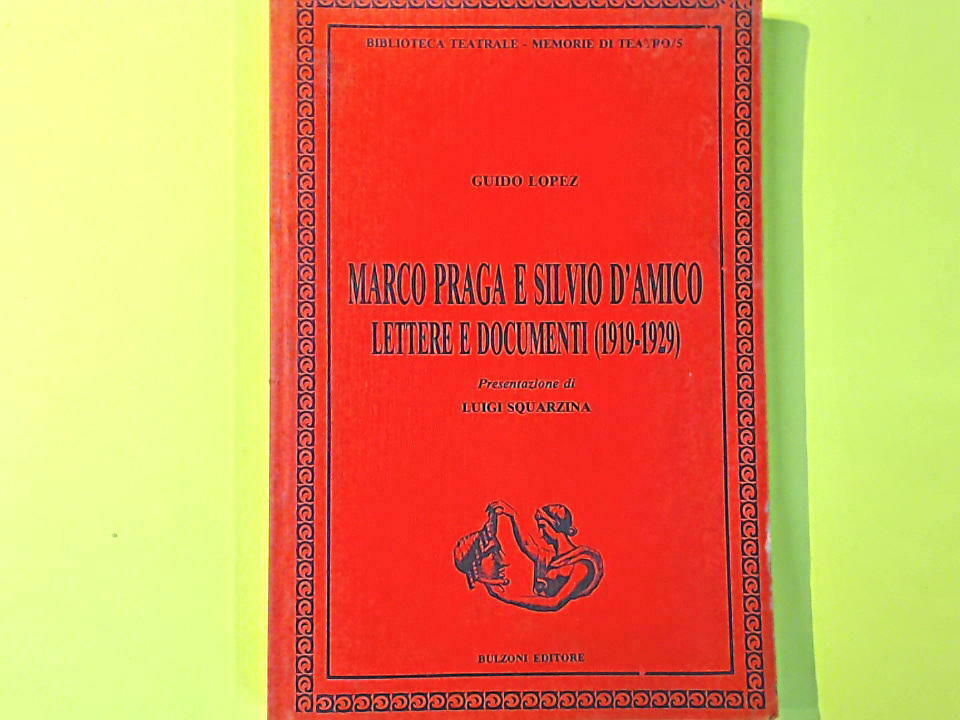 BIBLIOTECA TEATRALE - MEMORIE DI TEATRO/5
GUIDO LOPEZ
MARCO PRAGA E SILVIO D'AMICO
LETTERE E DOCUMENTI (1919-1929)
Presentazione di
LUIGI SQUARZINA
BULZONI EDITORE